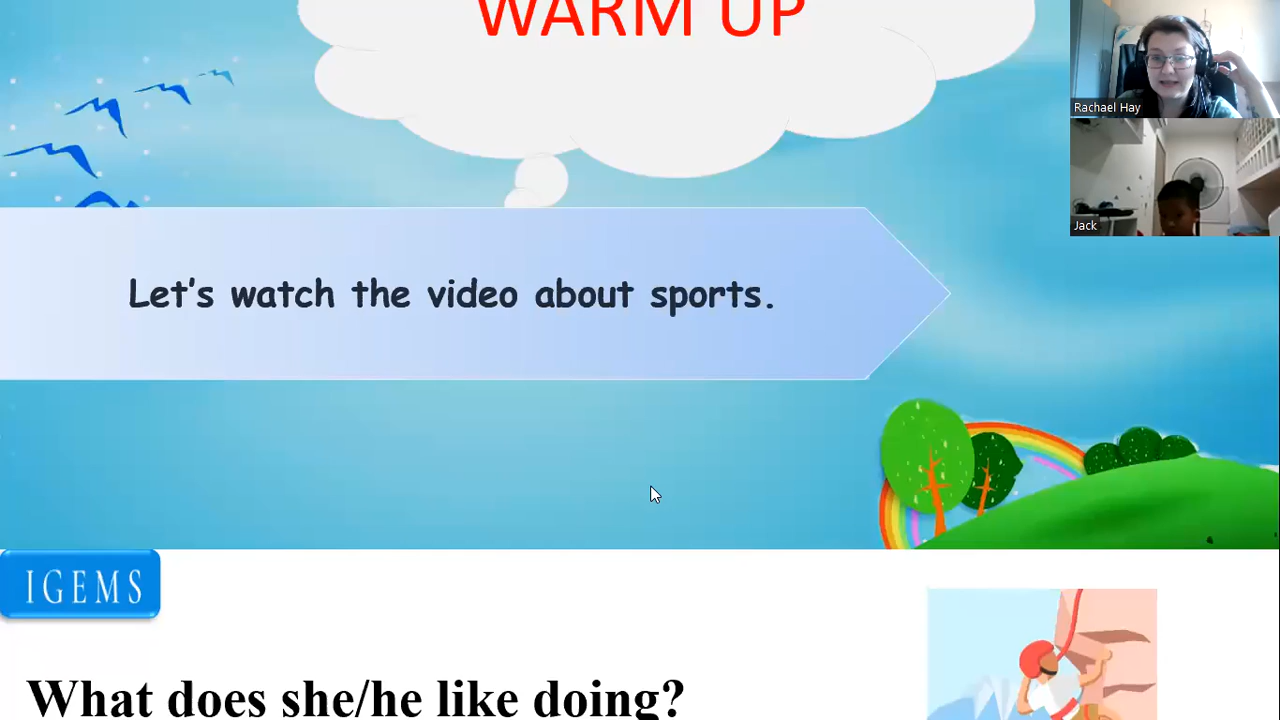 WARM UP
Rachael Hay
Jack
Let's watch the video about sports.
IGEMS
What does she/he like doing?